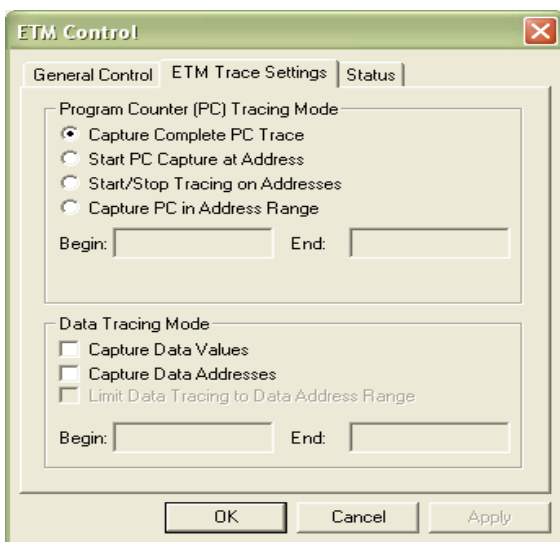 ETM Control
General Control ETM Trace Settings Status
Program Counter (PC) Tracing Mode
Capture Complete PC Trace
Start PC Capture at Address
Start/Stop Tracing on Addresses
Capture PC in Address Range
Begin: End:
Data Tracing Mode
Capture Data Values
Capture Data Addresses
Limit Data Tracing to Data Address Range
Begin: End:
OK Cancel Apply